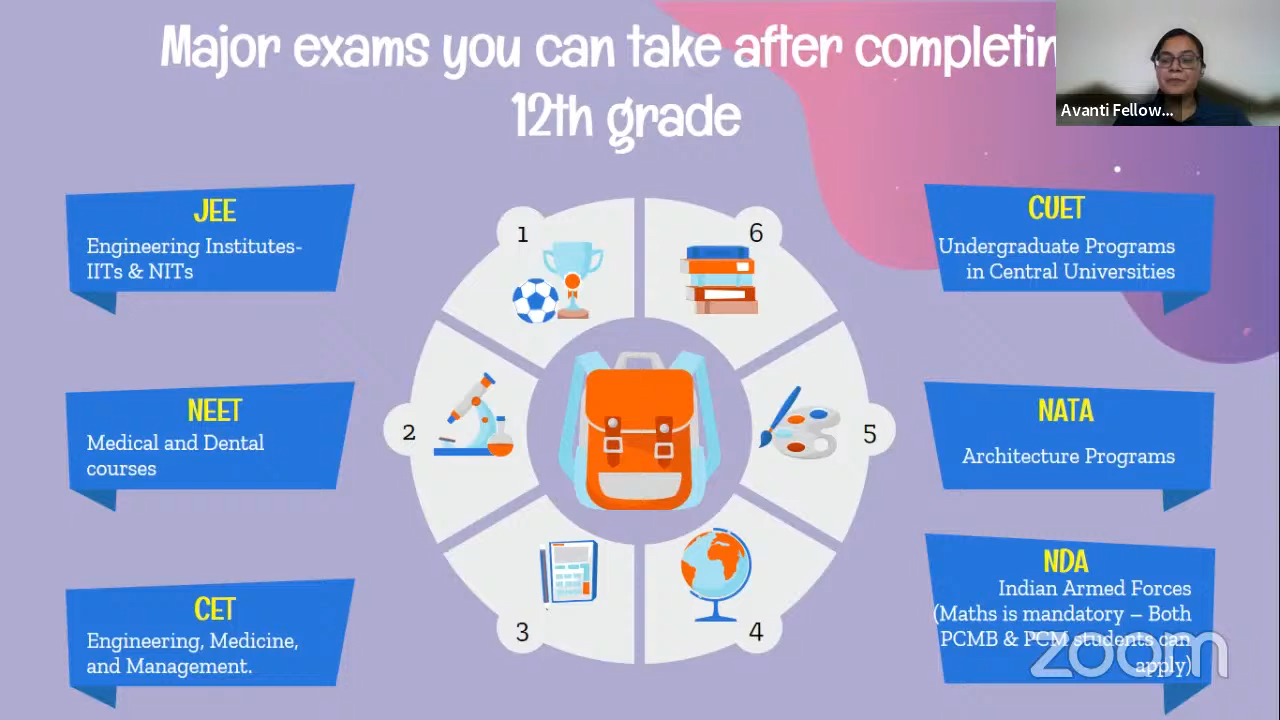 Major exams you can take after completin
12th grade
Avanti Fellow...
JEE
Engineering Institutes-
IITs & NITs
NEET
Medical and Dental
courses
CET
Engineering, Medicine,
and Management.
1
2
3
4
5
6
CUET
Undergraduate Programs
in Central Universities
NATA
Architecture Programs
NDA
Indian Armed Forces
(Maths is mandatory – Both
PCMB & PCM students can
apply)
zoom